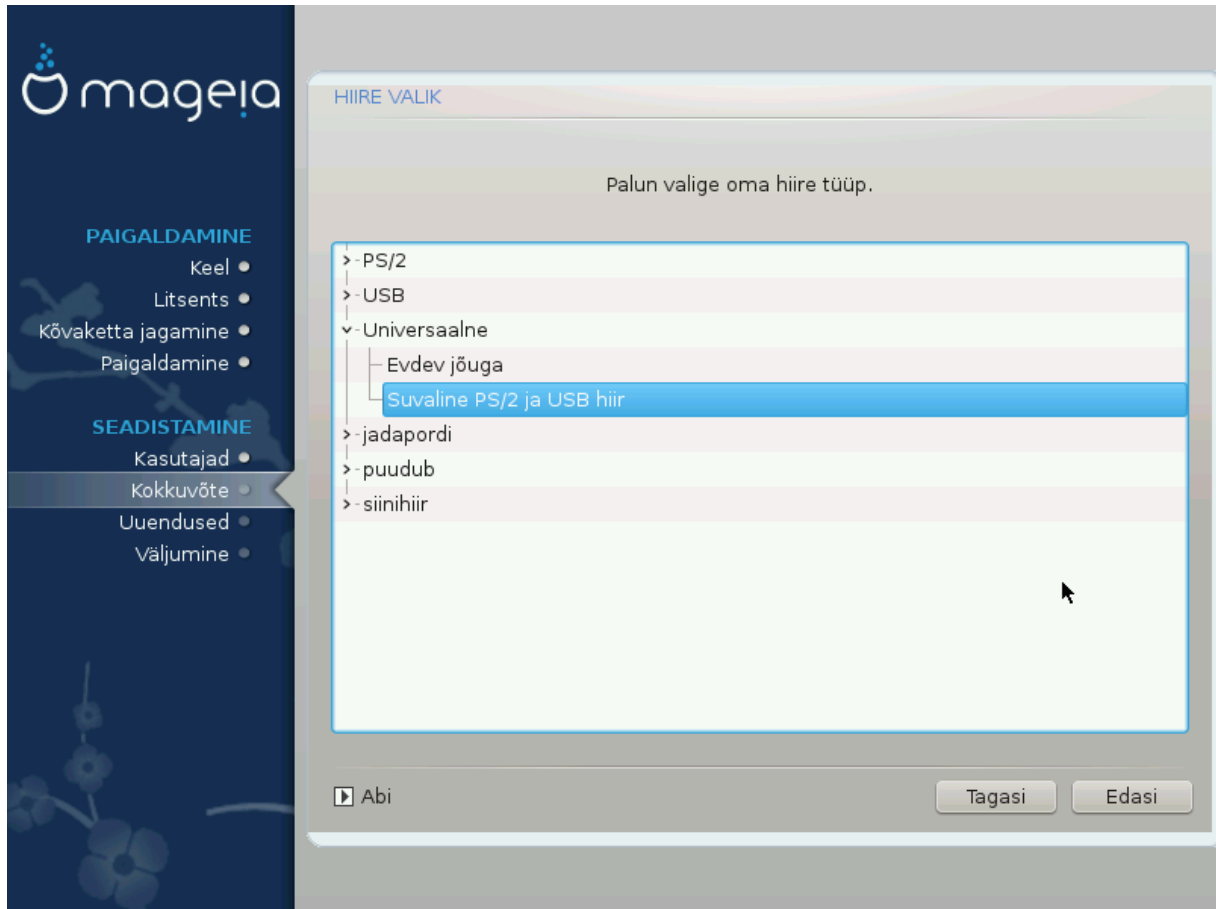 mageia
PAIGALDAMINE
Keel
Litsents
Kõvaketta jagamine
Paigaldamine
SEADISTAMINE
Kasutajad
Kokkuvõte
Uuendused
Väljumine
HIIRE VALIK
Palun valige oma hiire tüüp.
PS/2
USB
Universaalne
Evdev jõuga
Suvaline PS/2 ja USB hiir
jadapordi
puudub
siinihiir
Abi
Tagasi
Edasi